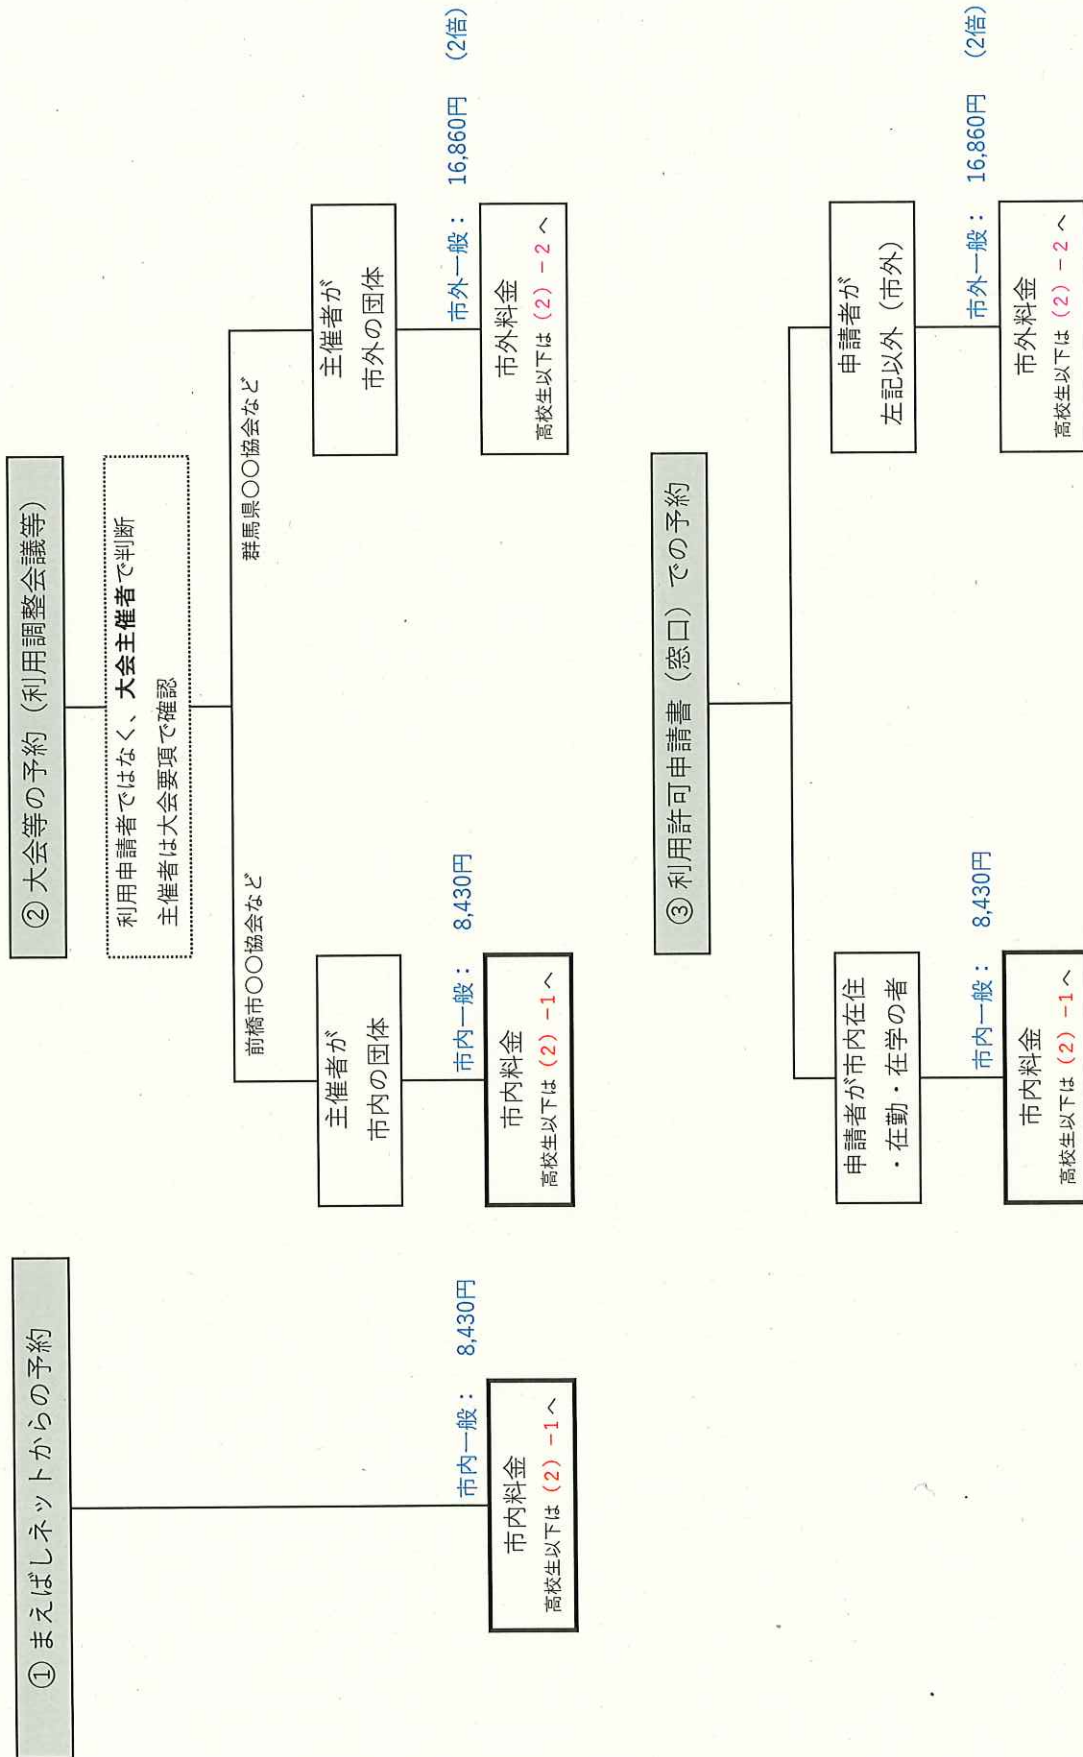 ① まえばしネットからの予約
市内一般： 8,430円
市内料金
高校生以下は（2）－1へ
② 大会等の予約（利用調整会議等）
利用申請者ではなく、大会主催者で判断
主催者は大会要項で確認
前橋市〇〇協会など
主催者が
市内の団体
市内一般： 8,430円
市内料金
高校生以下は（2）－1へ
群馬県〇〇協会など
主催者が
市外の団体
市外一般： 16,860円 （2倍）
市外料金
高校生以下は（2）－2へ
③ 利用許可申請書（窓口）での予約
申請者が市内在住
・在勤・在学の者
市内一般： 8,430円
市内料金
高校生以下は（2）－1へ
申請者が
左記以外（市外）
市外一般： 16,860円 （2倍）
市外料金
高校生以下は（2）－2へ